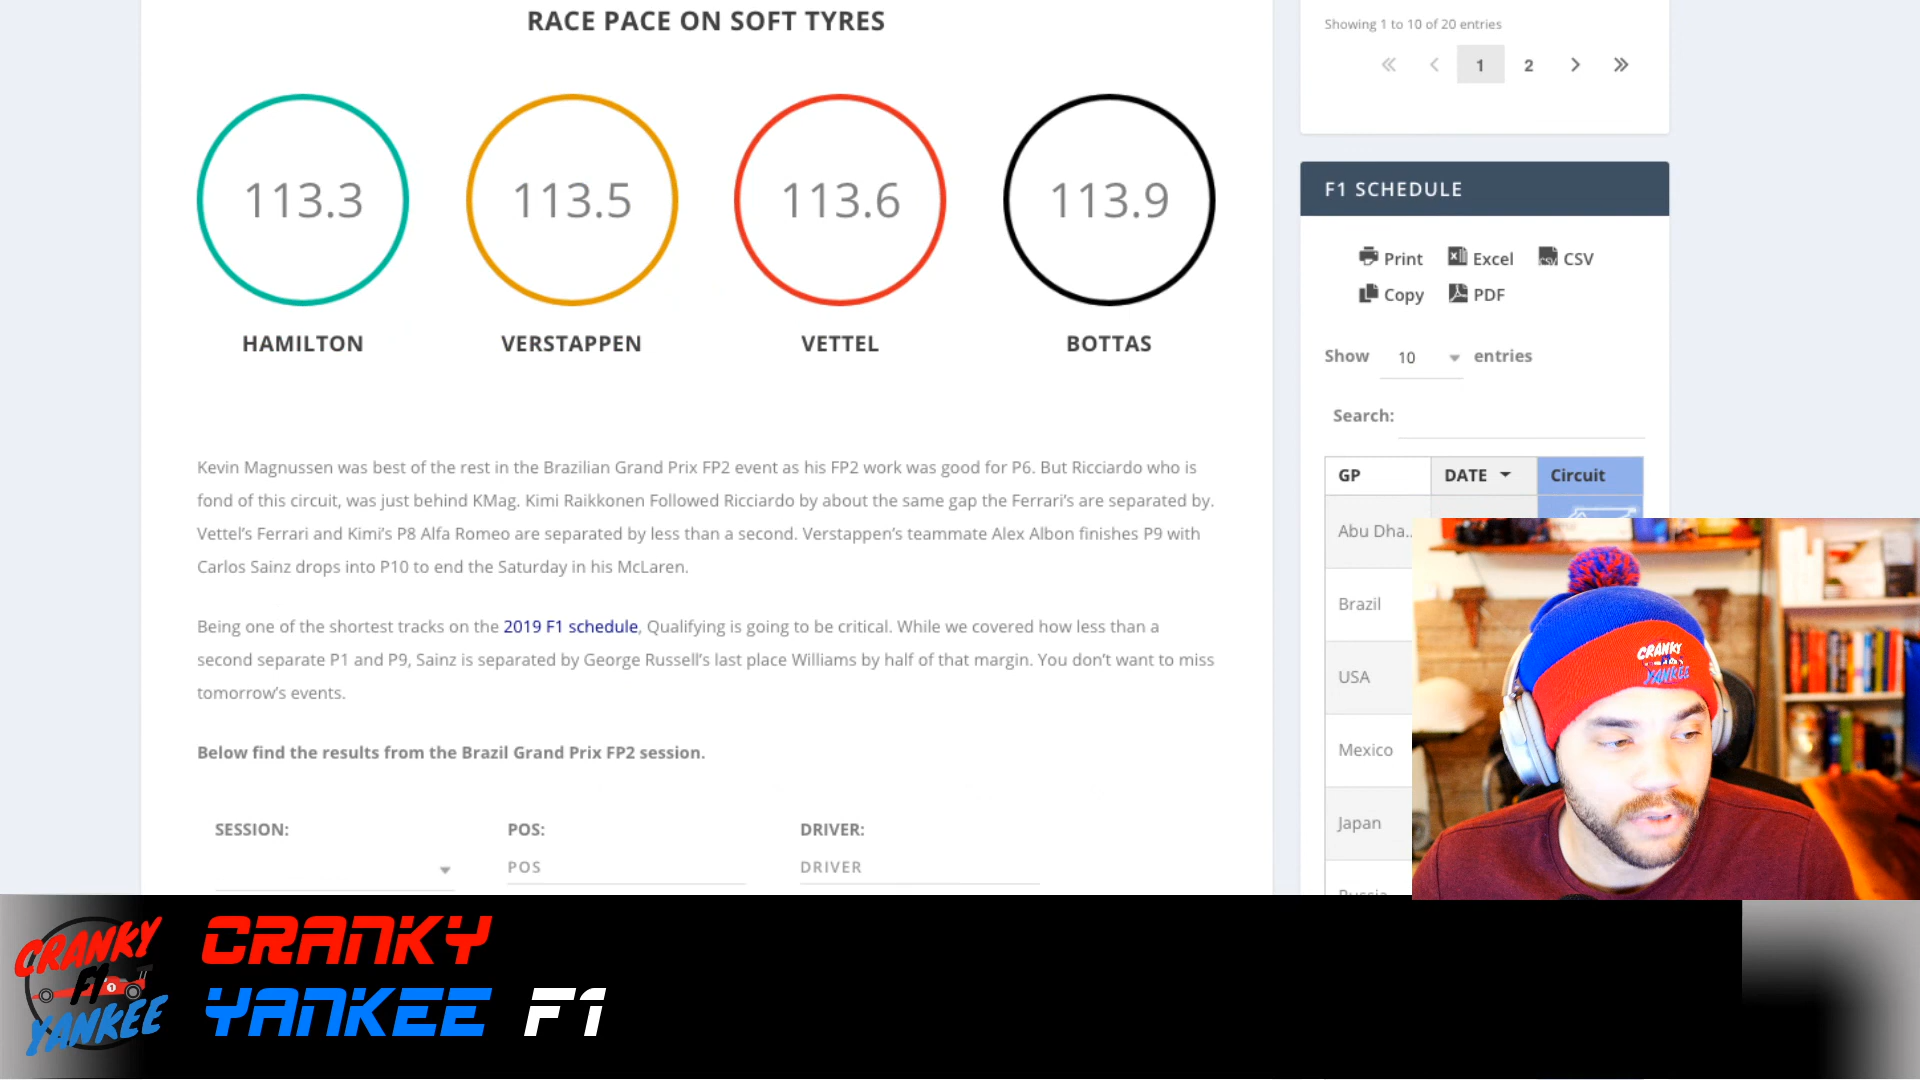 RACE PACE ON SOFT TYRES
113.3
113.5
113.6
113.9
HAMILTON
VERSTAPPEN
VETTEL
BOTTAS
Kevin Magnussen was best of the rest in the Brazilian Grand Prix FP2 event as his FP2 work was good for P6. But Ricciardo who is
fond of this circuit, was just behind KMag. Kimi Raikkonen Followed Ricciardo by about the same gap the Ferrari's are separated by.
Vettel's Ferrari and Kimi's P8 Alfa Romeo are separated by less than a second. Verstappen's teammate Alex Albon finishes P9 with
Carlos Sainz drops into P10 to end the Saturday in his McLaren.
Being one of the shortest tracks on the 2019 F1 schedule, Qualifying is going to be critical. While we covered how less than a
second separate P1 and P9, Sainz is separated by George Russell's last place Williams by half of that margin. You don't want to miss
tomorrow's events.
Below find the results from the Brazil Grand Prix FP2 session.
SESSION:
POS:
DRIVER:
POS
DRIVER
Showing 1 to 10 of 20 entries
1
2
F1 SCHEDULE
Print
Excel
CSV
Copy
PDF
Show 10 entries
Search:
GP
DATE
Circuit
Abu Dha..
Brazil
USA
Mexico
Japan
Russia
CRANKY
YANKEE
CRANKY
F1
YANKEE
CRANKY
YANKEE F1